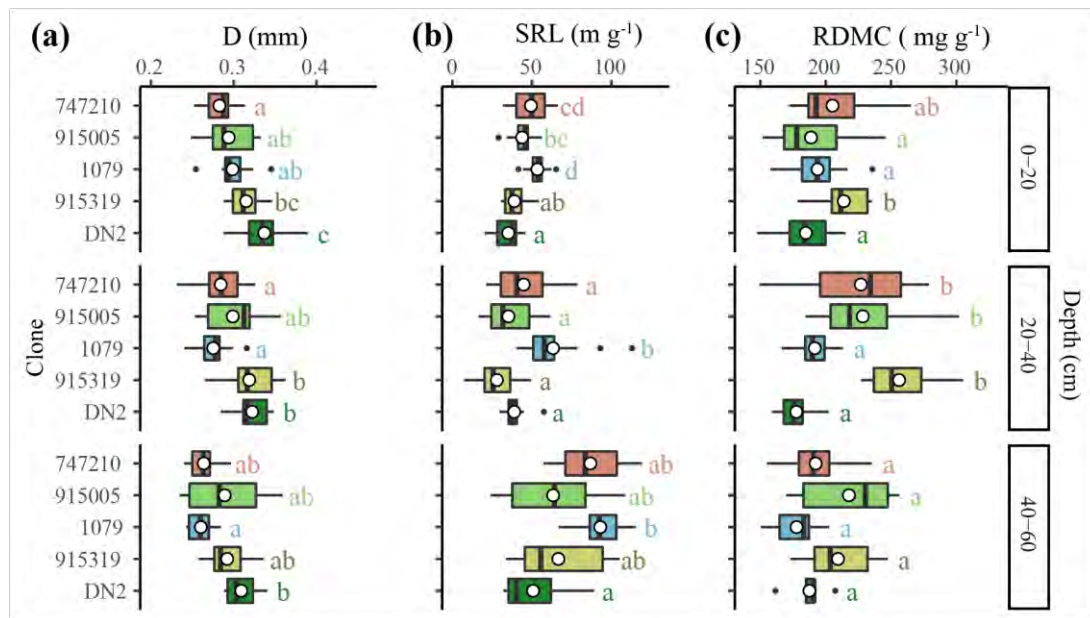 (a) D (mm) (b) SRL (m g⁻¹) (c) RDMC ( mg g⁻¹)
0.2 0.3 0.4 0 50 100 150 200 250 300
747210 a cd ab
915005 ab bc a
1079 ab d a
915319 bc ab b
DN2 c a a
0−20
747210 a a b
915005 ab a b
1079 a b a
915319 b a b
DN2 b a a
20−40
747210 ab ab a
915005 ab ab a
1079 a b a
915319 ab ab a
DN2 b a a
40−60
Clone
Depth (cm)